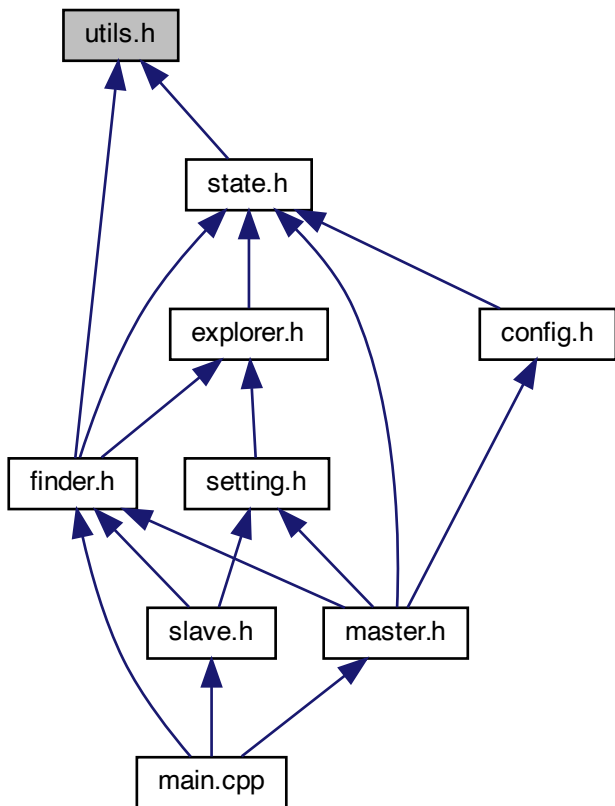 utils.h
state.h
explorer.h
config.h
finder.h
setting.h
slave.h
master.h
main.cpp